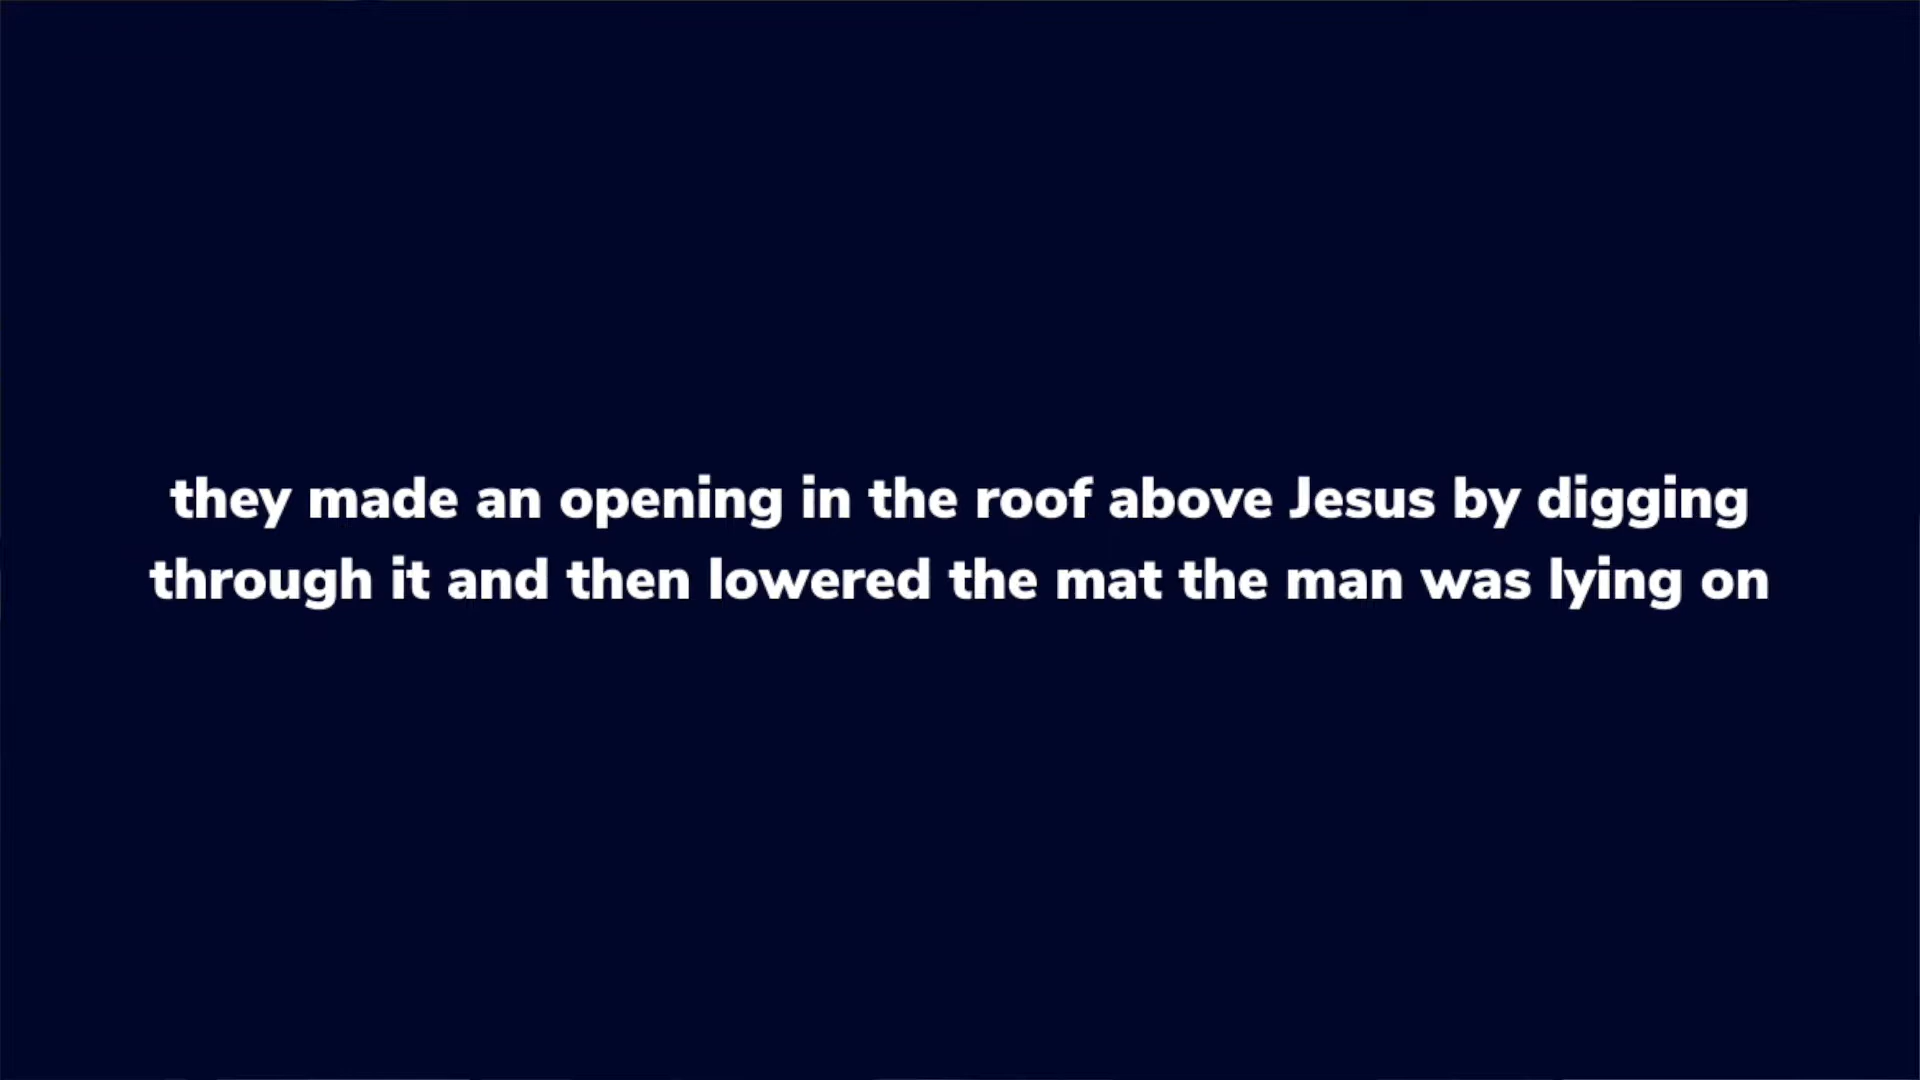 they made an opening in the roof above Jesus by digging
through it and then lowered the mat the man was lying on